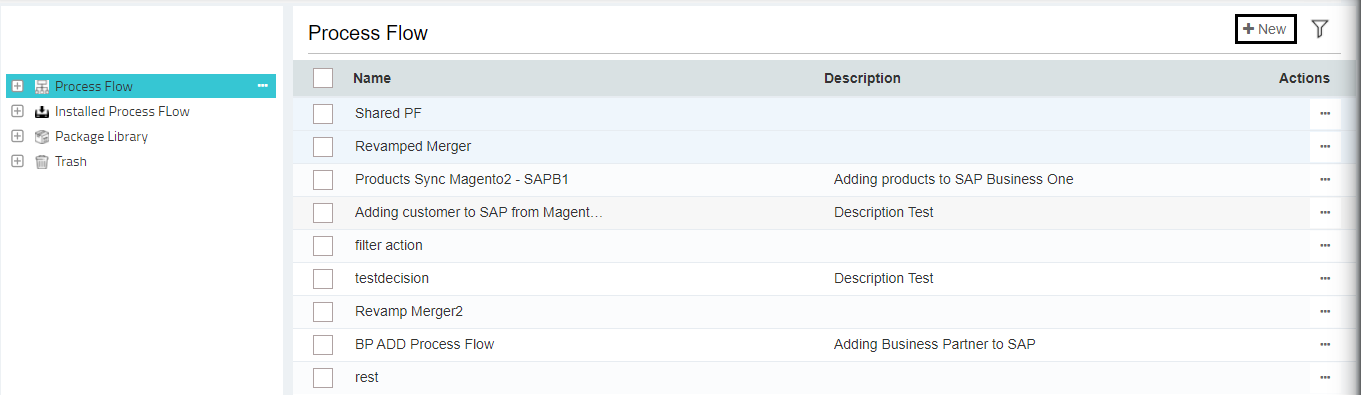 Process Flow
Installed Process FLow
Package Library
Trash
Process Flow
New
Name Description Actions
Shared PF
Revamped Merger
Products Sync Magento2 - SAPB1 Adding products to SAP Business One
Adding customer to SAP from Magent... Description Test
filter action
testdecision Description Test
Revamp Merger2
BP ADD Process Flow Adding Business Partner to SAP
rest